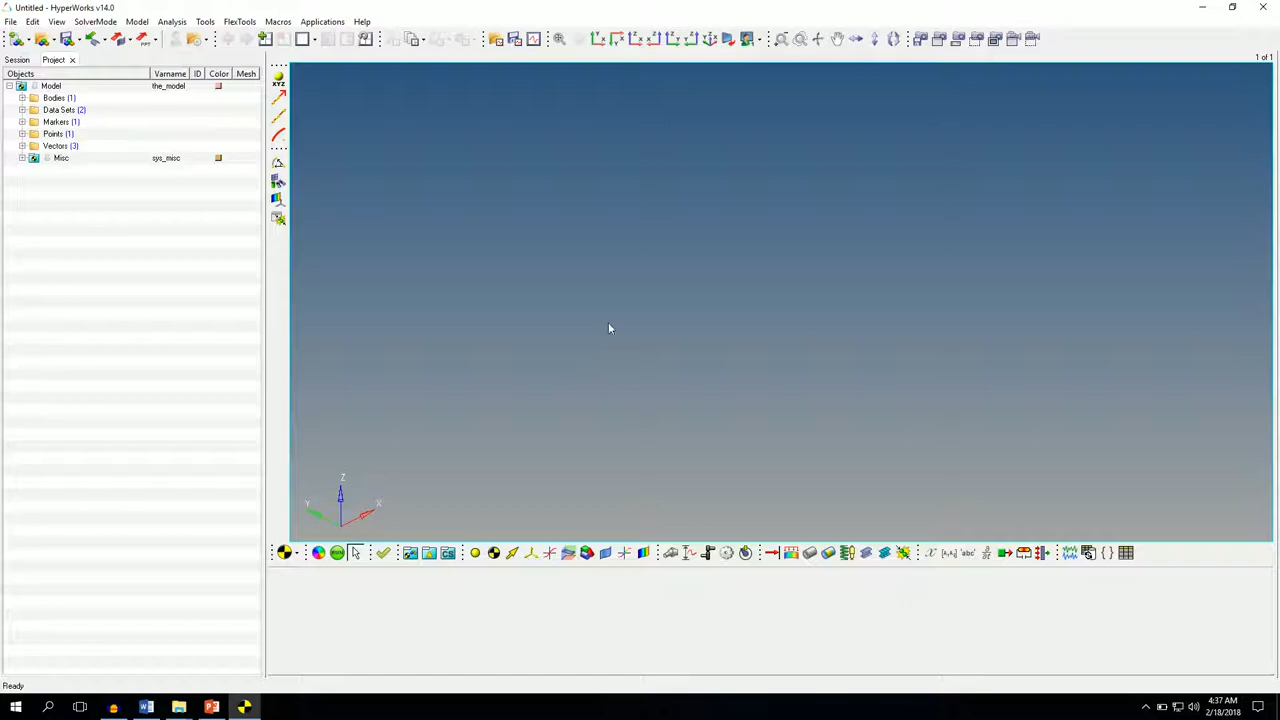 Untitled - HyperWorks v14.0
File Edit View SolverMode Model Analysis Tools FlexTools Macros Applications Help
Session Project
1 of 1
Objects Varname ID Color Mesh
Model the_model
Bodies (1)
Data Sets (2)
Markers (1)
Points (1)
Vectors (3)
Misc sys_misc
XYZ
Z
Y X
Ready
4:37 AM
2/18/2018